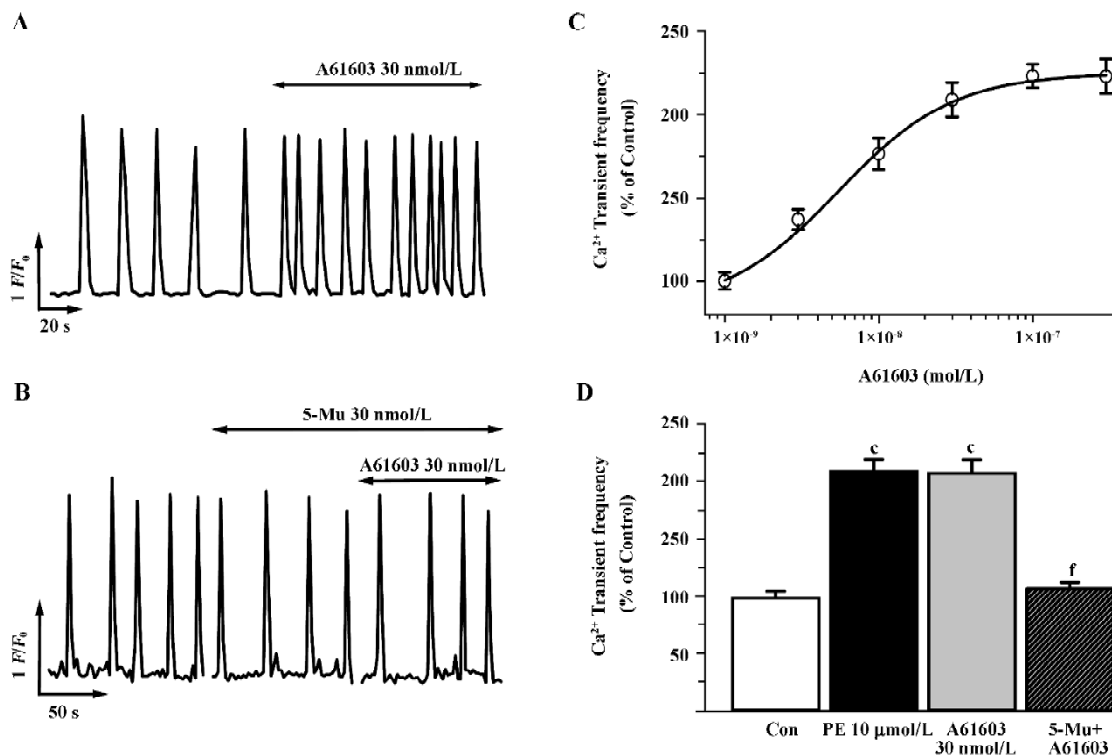 A
A61603 30 nmol/L
1 F/F₀
20 s
B
5-Mu 30 nmol/L
A61603 30 nmol/L
1 F/F₀
50 s
C
Ca²⁺ Transient frequency
(% of Control)
250
200
250
100
1×10⁻⁹
1×10⁻⁸
1×10⁻⁷
A61603 (mol/L)
D
Ca²⁺ Transient frequency
(% of Control)
250
200
250
100
50
c
c
f
Con
PE 10 μmol/L
A61603
30 nmol/L
5-Mu+
A61603